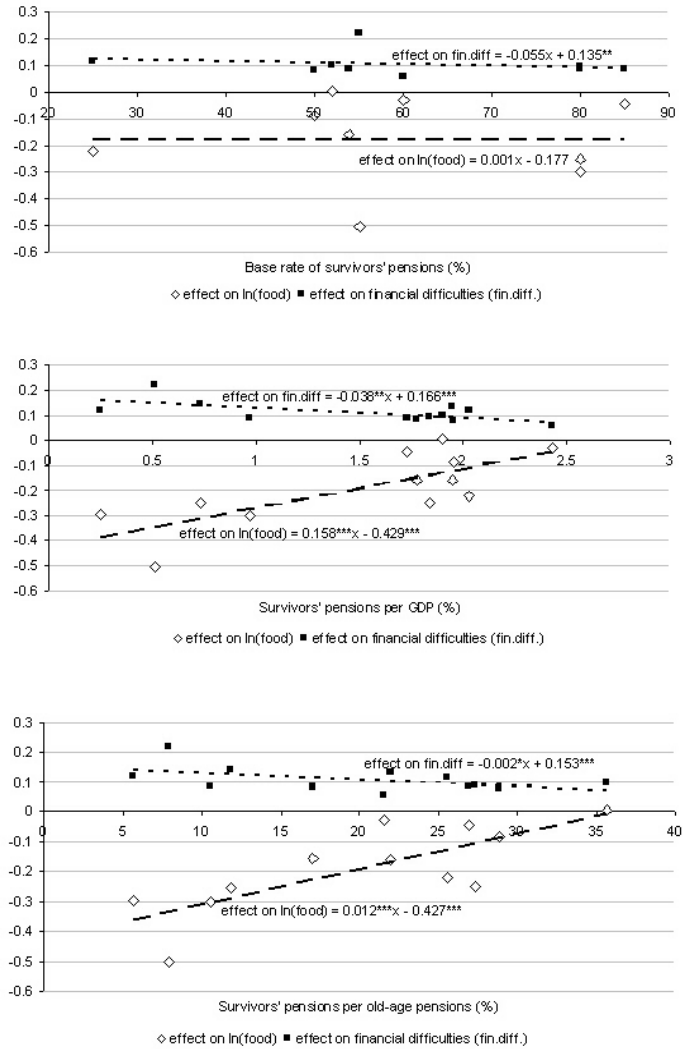 0.3
0.2
effect on fin.diff = -0.055x + 0.135**
0.1
0
20 30 40 50 60 70 80 90
-0.1
-0.2
effect on ln(food) = 0.001x - 0.177
-0.3
-0.4
-0.5
-0.6
Base rate of survivors' pensions (%)
effect on ln(food) effect on financial difficulties (fin.diff.)
0.3
0.2
effect on fin.diff = -0.038**x + 0.166***
0.1
0
0 0.5 1 1.5 2 2.5 3
-0.1
-0.2
-0.3
effect on ln(food) = 0.158***x - 0.429***
-0.4
-0.5
-0.6
Survivors' pensions per GDP (%)
effect on ln(food) effect on financial difficulties (fin.diff.)
0.3
0.2
effect on fin.diff = -0.002*x + 0.153***
0.1
0
0 5 10 15 20 25 30 35 40
-0.1
-0.2
-0.3
effect on ln(food) = 0.012***x - 0.427***
-0.4
-0.5
-0.6
Survivors' pensions per old-age pensions (%)
effect on ln(food) effect on financial difficulties (fin.diff.)